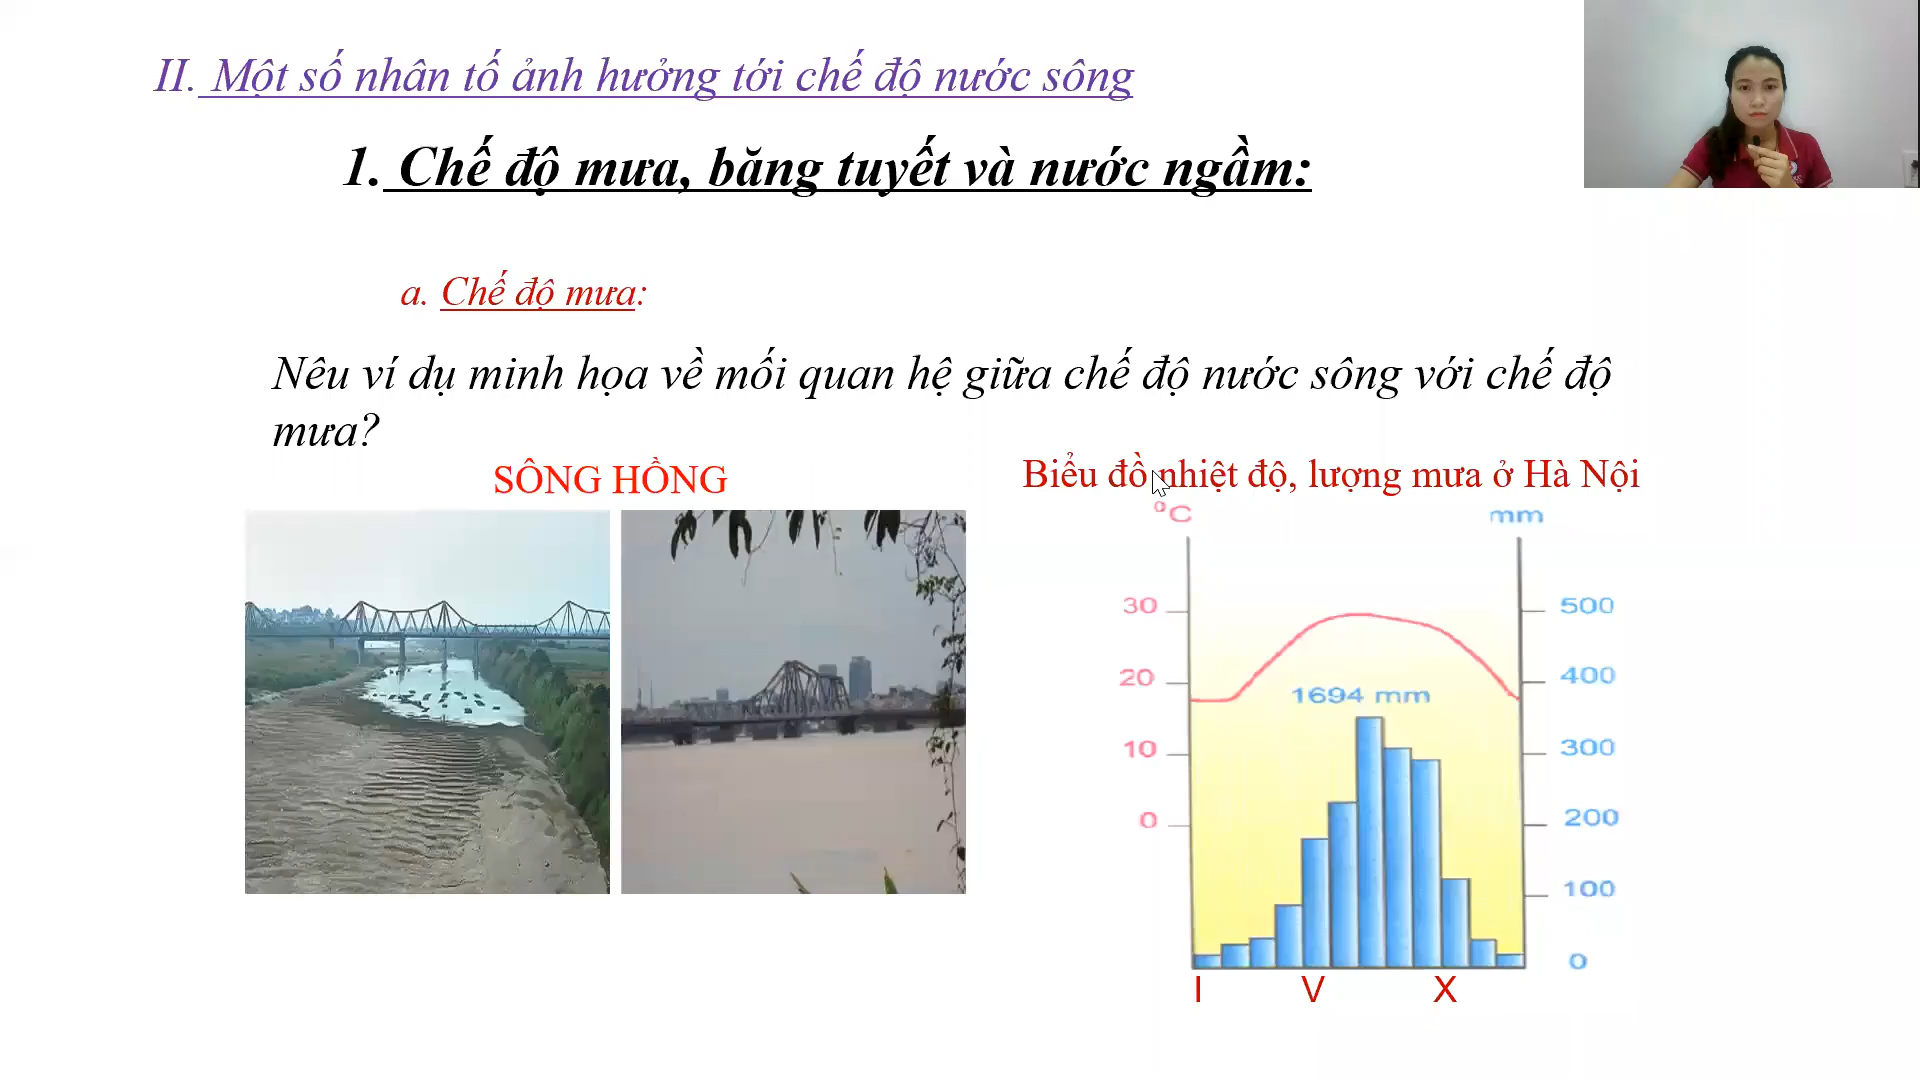 II. Một số nhân tố ảnh hưởng tới chế độ nước sông
1. Chế độ mưa, băng tuyết và nước ngầm:
a. Chế độ mưa:
Nêu ví dụ minh họa về mối quan hệ giữa chế độ nước sông với chế độ
mưa?
SÔNG HỒNG
Biểu đồ nhiệt độ, lượng mưa ở Hà Nội
°C mm
30 500
20 400
1694 mm
10 300
0 200
100
0
I V X